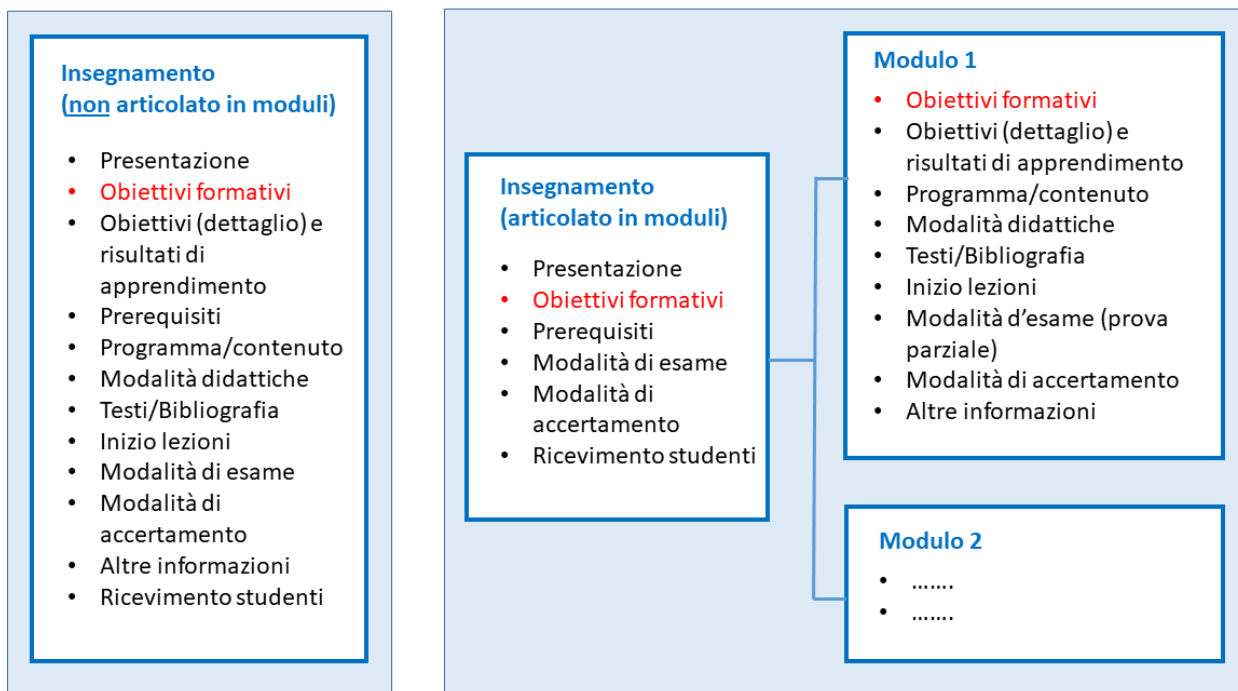 Insegnamento
(non articolato in moduli)
• Presentazione
• Obiettivi formativi
• Obiettivi (dettaglio) e
risultati di
apprendimento
• Prerequisiti
• Programma/contenuto
• Modalità didattiche
• Testi/Bibliografia
• Inizio lezioni
• Modalità di esame
• Modalità di
accertamento
• Altre informazioni
• Ricevimento studenti
Insegnamento
(articolato in moduli)
• Presentazione
• Obiettivi formativi
• Prerequisiti
• Modalità di esame
• Modalità di
accertamento
• Ricevimento studenti
Modulo 1
• Obiettivi formativi
• Obiettivi (dettaglio) e
risultati di apprendimento
• Programma/contenuto
• Modalità didattiche
• Testi/Bibliografia
• Inizio lezioni
• Modalità d’esame (prova
parziale)
• Modalità di accertamento
• Altre informazioni
Modulo 2
• …….
• …….